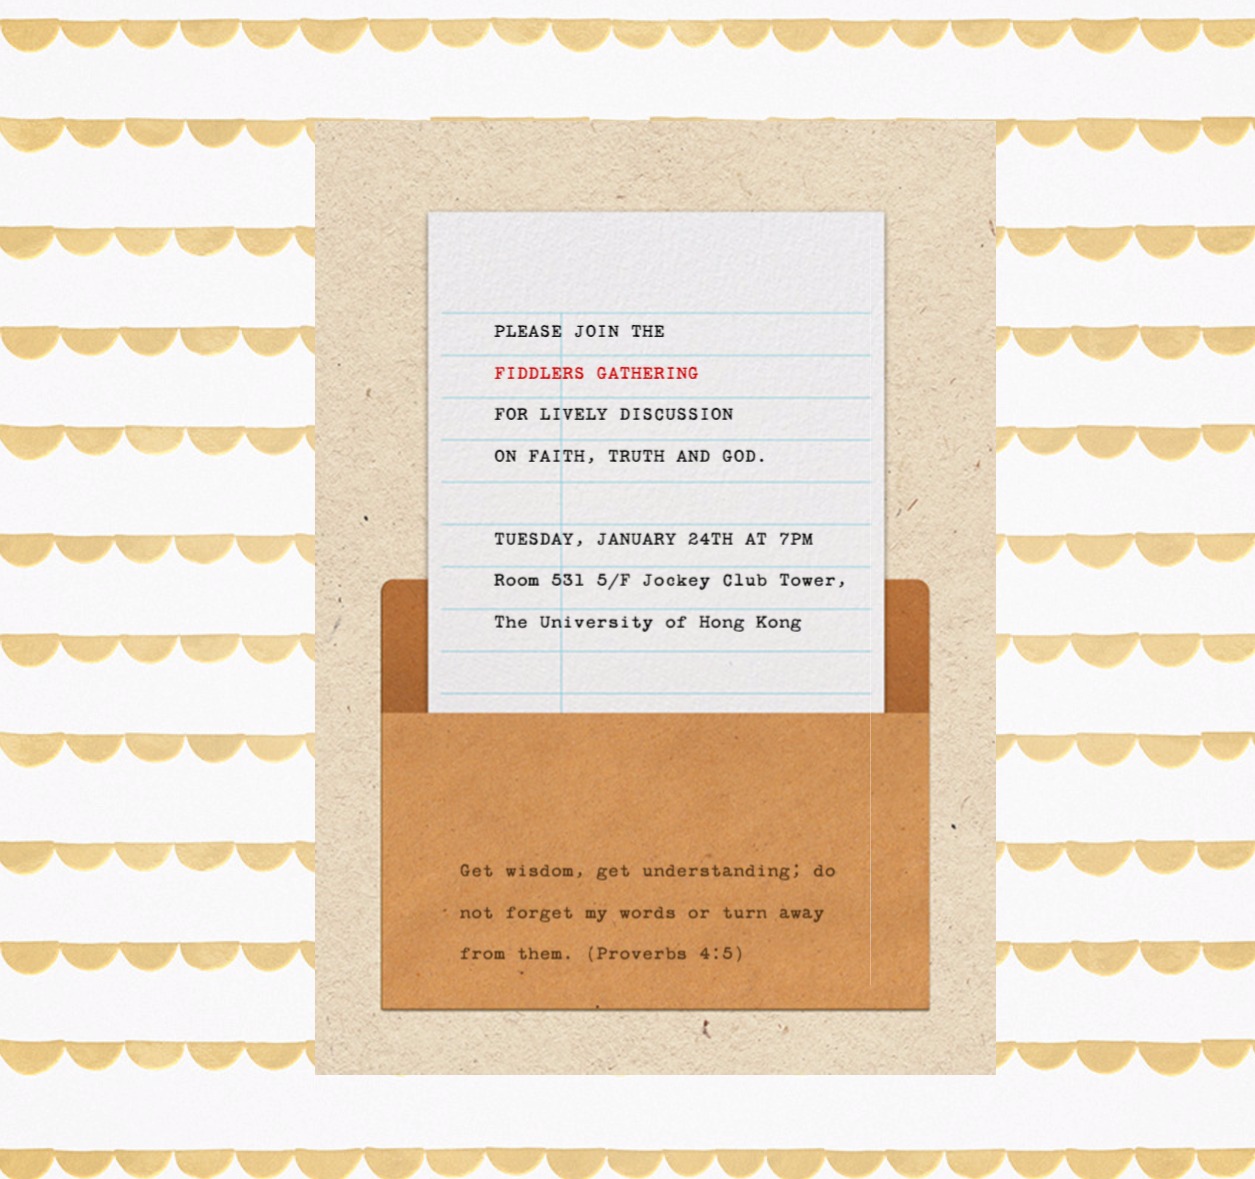 PLEASE JOIN THE
FIDDLERS GATHERING
FOR LIVELY DISCUSSION
ON FAITH, TRUTH AND GOD.
TUESDAY, JANUARY 24TH AT 7PM
Room 531 5/F Jockey Club Tower,
The University of Hong Kong
Get wisdom, get understanding; do
not forget my words or turn away
from them. (Proverbs 4:5)